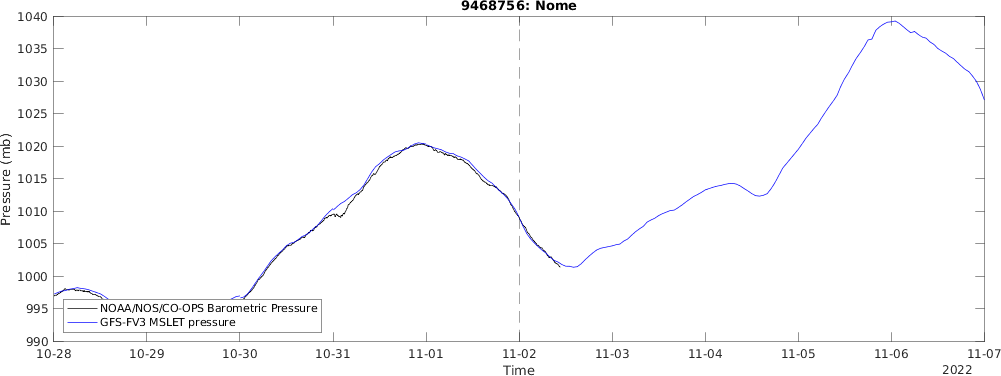 9468756: Nome
1040
1035
1030
1025
1020
1015
1010
1005
1000
995
990
Pressure (mb)
NOAA/NOS/CO-OPS Barometric Pressure
GFS-FV3 MSLET pressure
10-28 10-29 10-30 10-31 11-01 11-02 11-03 11-04 11-05 11-06 11-07
Time
2022